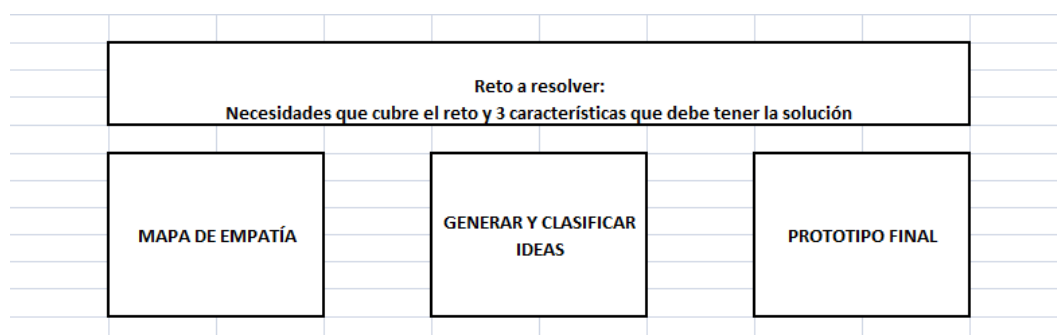 Reto a resolver:
Necesidades que cubre el reto y 3 características que debe tener la solución
MAPA DE EMPATÍA
GENERAR Y CLASIFICAR
IDEAS
PROTOTIPO FINAL